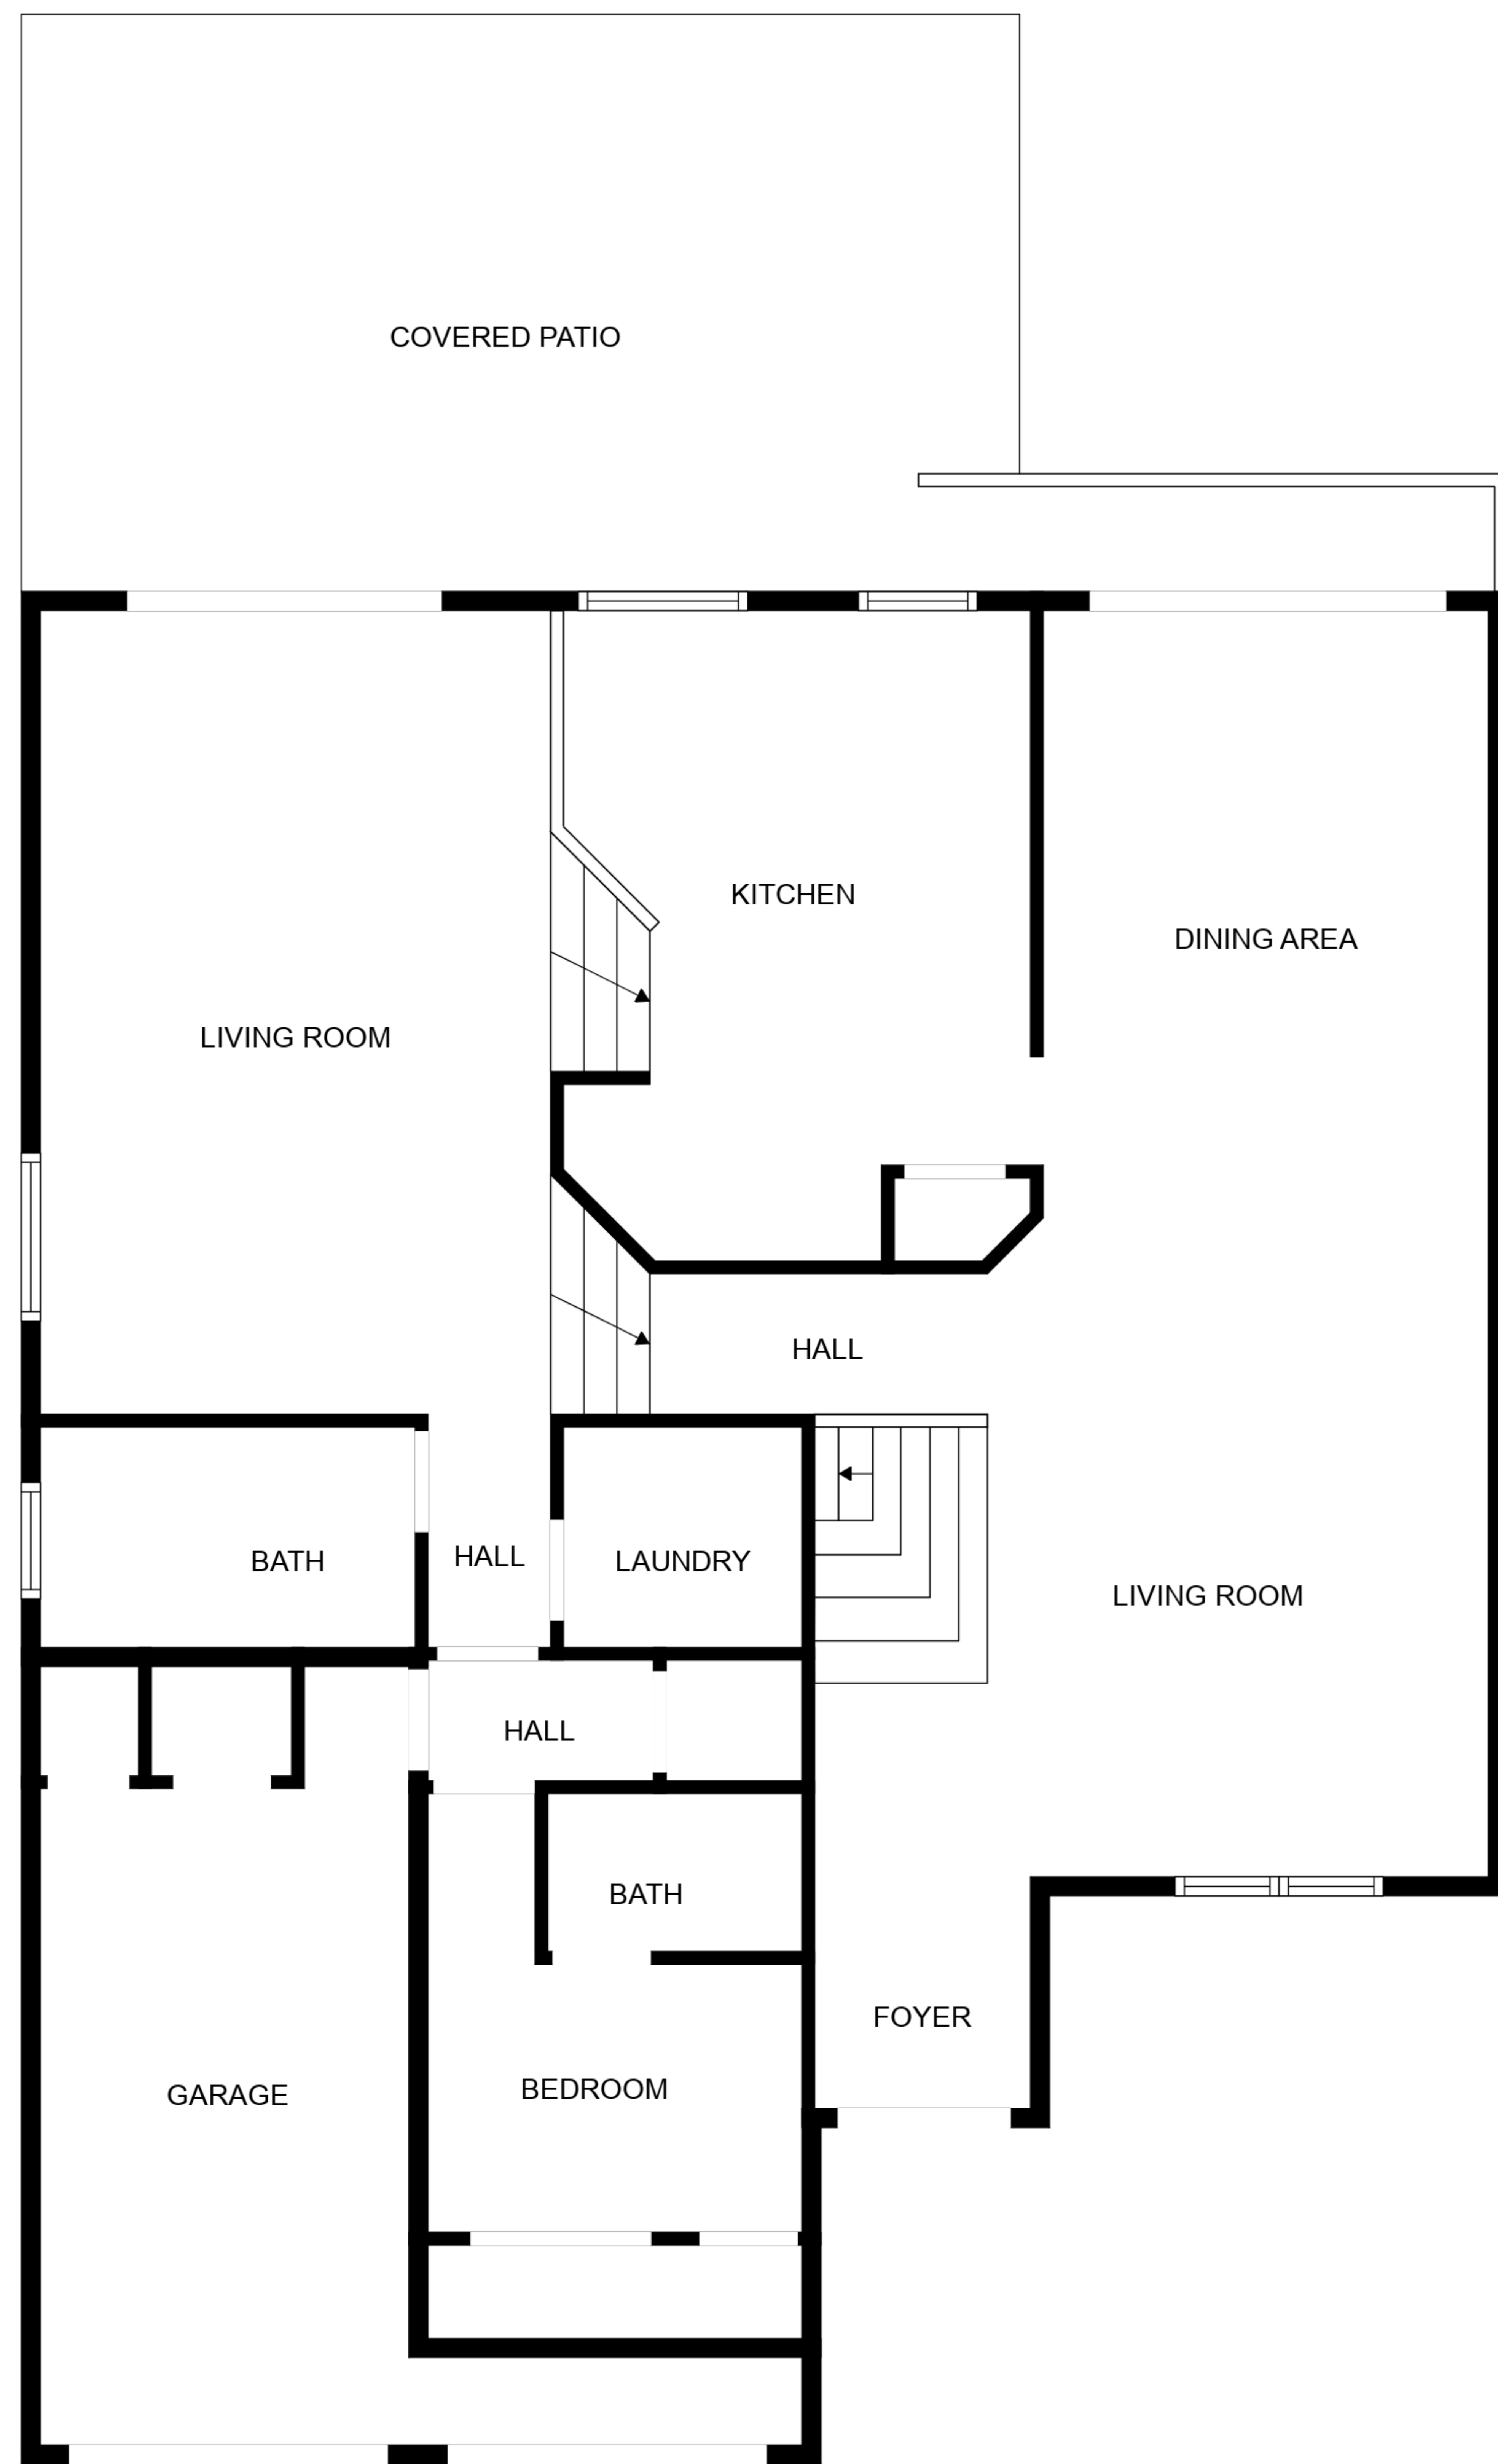 COVERED PATIO
KITCHEN
DINING AREA
LIVING ROOM
HALL
BATH
HALL
LAUNDRY
LIVING ROOM
HALL
BATH
FOYER
BEDROOM
GARAGE